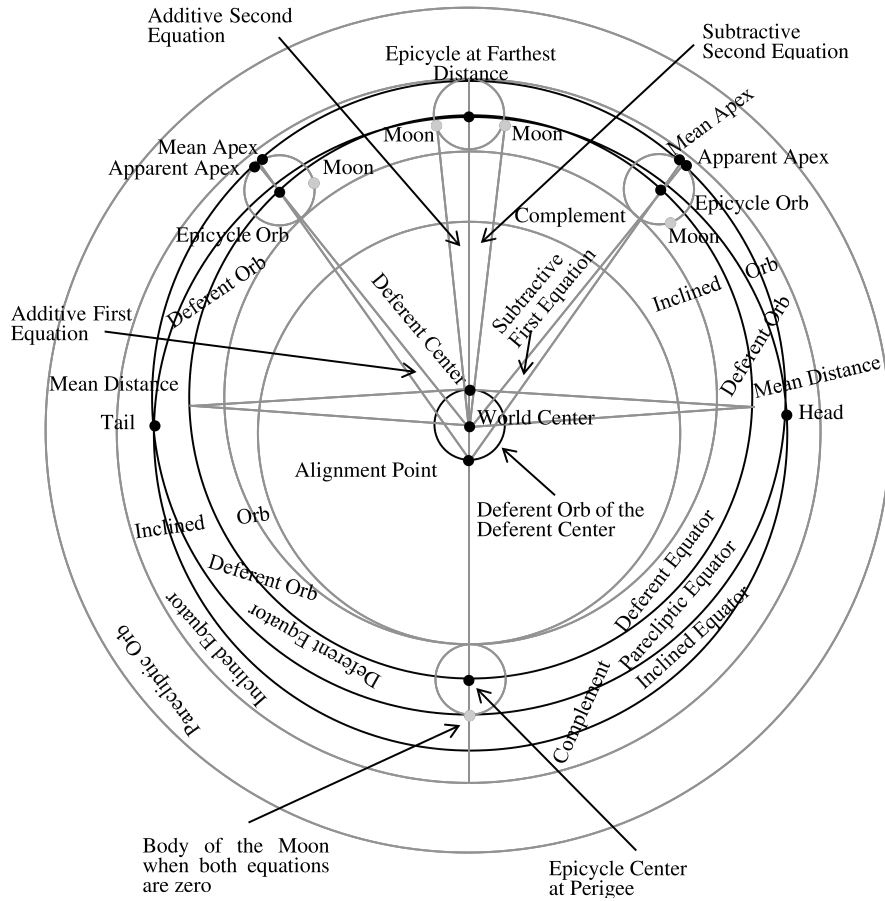 Additive Second
Equation
Subtractive
Second Equation
Epicycle at Farthest
Distance
Mean Apex
Apparent Apex
Moon
Moon
Moon
Mean Apex
Apparent Apex
Epicycle Orb
Epicycle Orb
Complement
Moon
Deferent Orb
Inclined
Orb
Deferent Center
Subtractive
First Equation
Additive First
Equation
Deferent Orb
Mean Distance
Mean Distance
Tail
World Center
Head
Alignment Point
Deferent Orb of the
Deferent Center
Inclined
Orb
Deferent Orb
Deferent Equator
Inclined Equator
Parecliptic Orb
Deferent Equator
Parecliptic Equator
Inclined Equator
Complement
Body of the Moon
when both equations
are zero
Epicycle Center
at Perigee